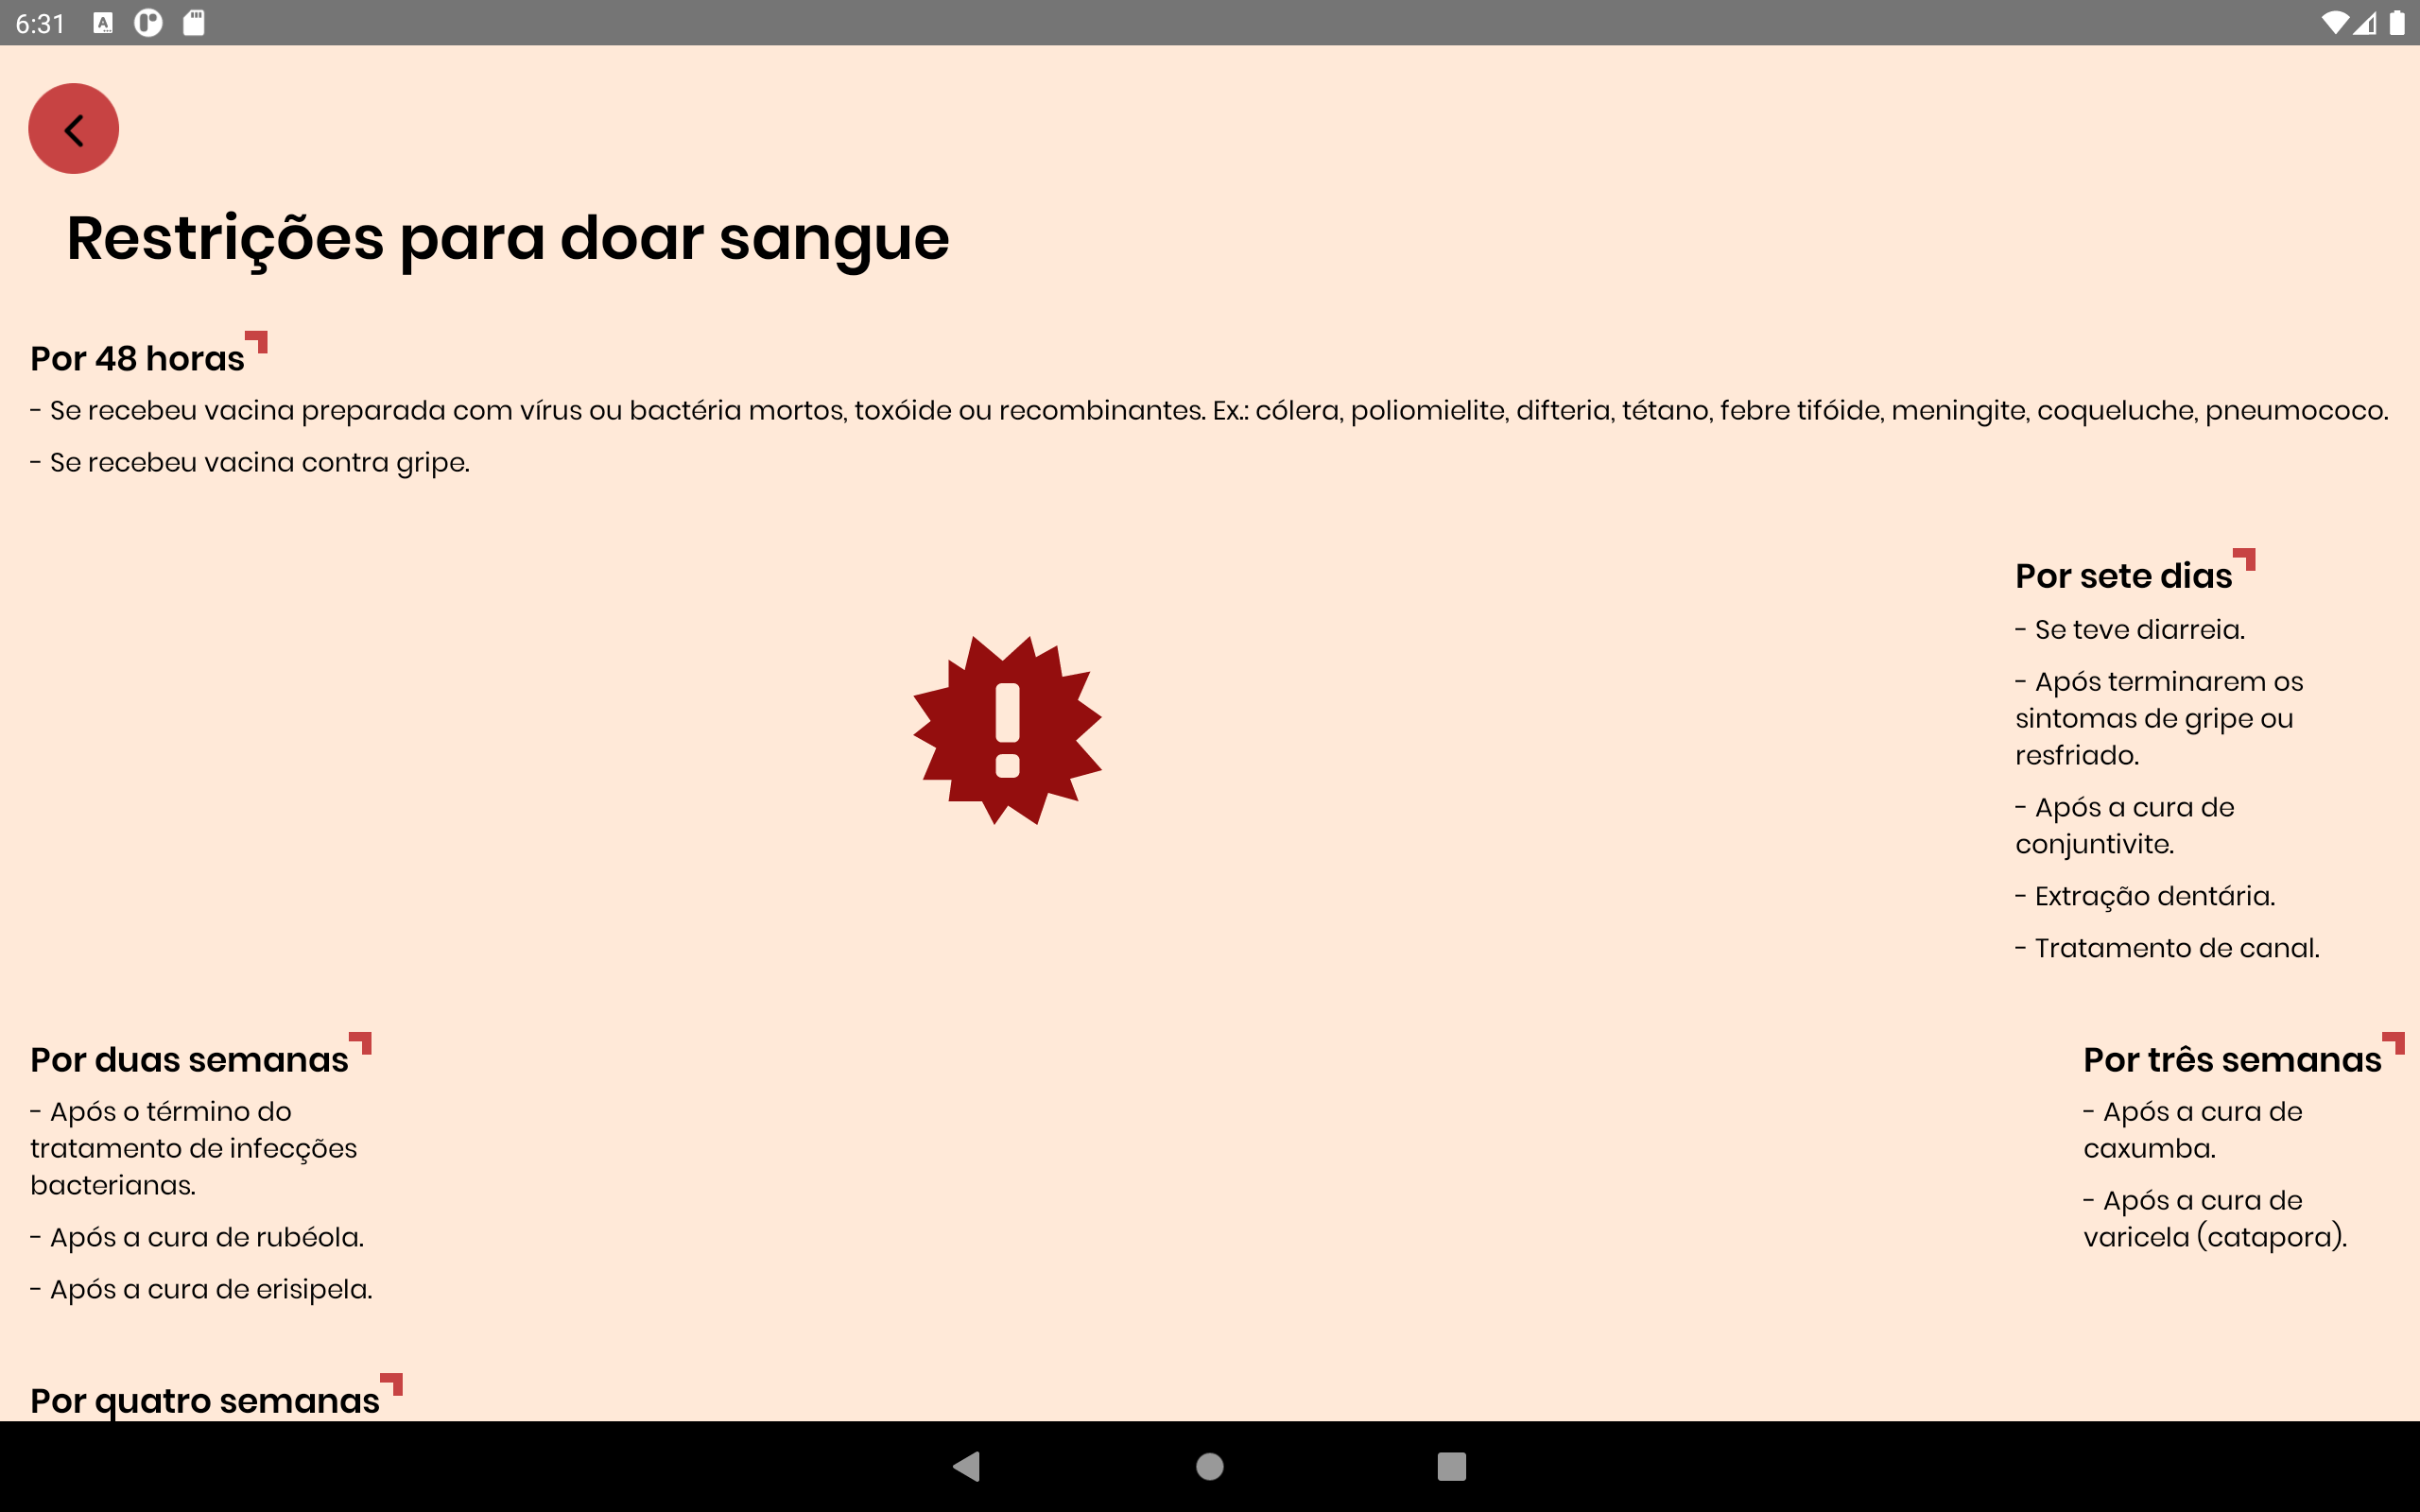 6:31
Restrições para doar sangue
Por 48 horas
- Se recebeu vacina preparada com vírus ou bactéria mortos, toxóide ou recombinantes. Ex.: cólera, poliomielite, difteria, tétano, febre tifóide, meningite, coqueluche, pneumococo.
- Se recebeu vacina contra gripe.
Por sete dias
- Se teve diarreia.
- Após terminarem os
sintomas de gripe ou
resfriado.
- Após a cura de
conjuntivite.
- Extração dentária.
- Tratamento de canal.
Por duas semanas
- Após o término do
tratamento de infecções
bacterianas.
- Após a cura de rubéola.
- Após a cura de erisipela.
Por três semanas
- Após a cura de
caxumba.
- Após a cura de
varicela (catapora).
Por quatro semanas